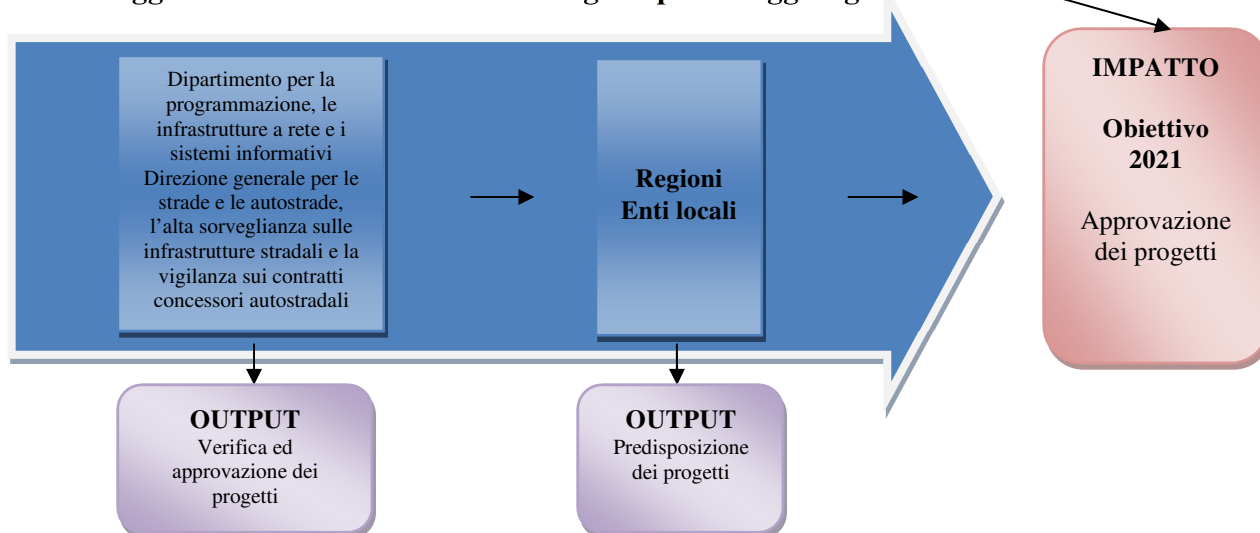 Dipartimento per la
programmazione, le
infrastrutture a rete e i
sistemi informativi
Direzione generale per le
strade e le autostrade,
l’alta sorveglianza sulle
infrastrutture stradali e la
vigilanza sui contratti
concessori autostradali
Regioni
Enti locali
IMPATTO
Obiettivo
2021
Approvazione
dei progetti
OUTPUT
Verifica ed
approvazione dei
progetti
OUTPUT
Predisposizione
dei progetti